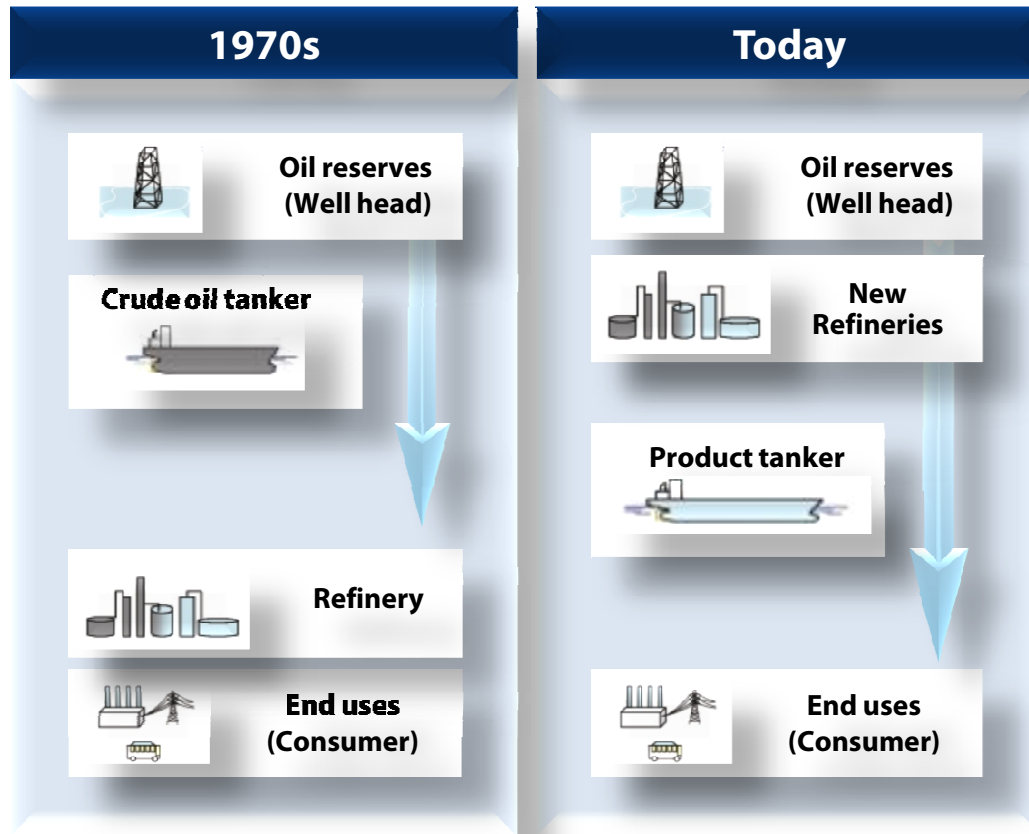 1970s
Oil reserves
(Well head)
Crude oil tanker
Refinery
End uses
(Consumer)
Today
Oil reserves
(Well head)
New
Refineries
Product tanker
End uses
(Consumer)